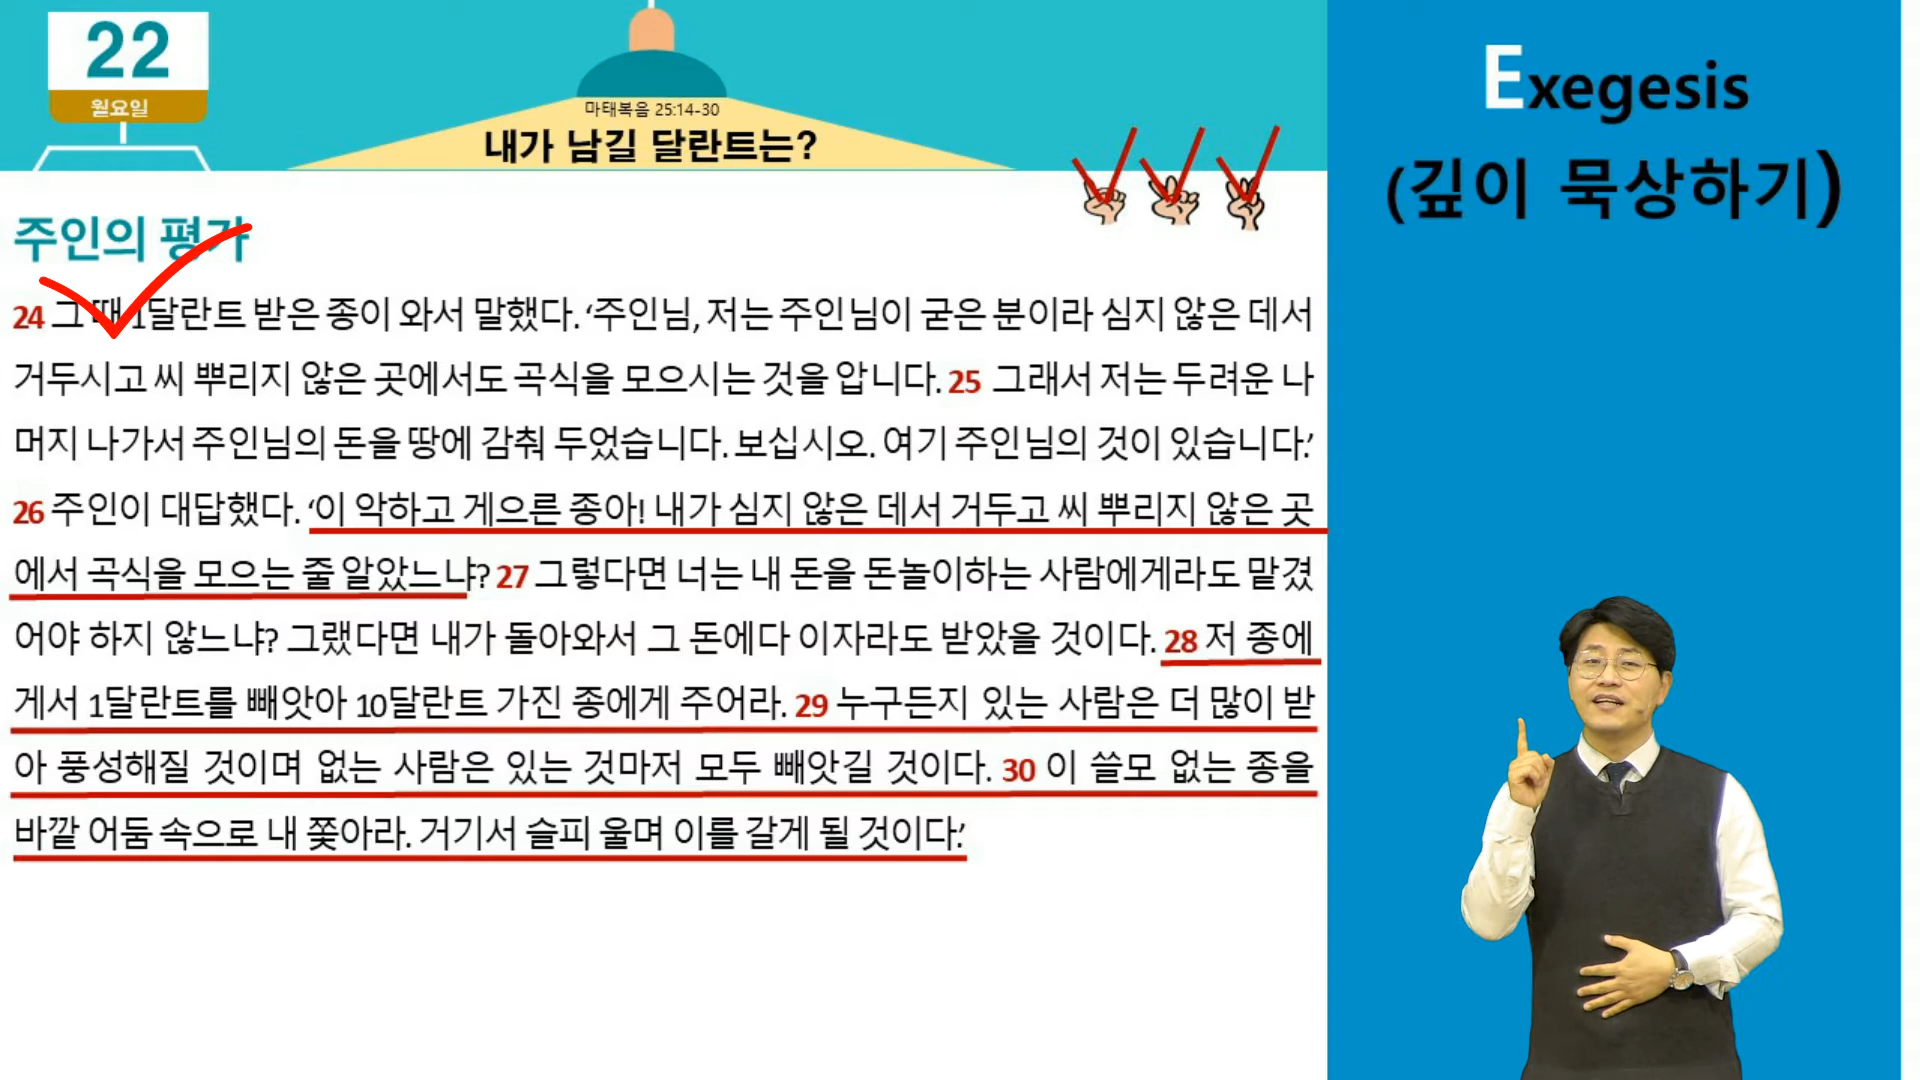 22
월요일
마태복음 25:14-30
내가 남길 달란트는?
Exegesis
(깊이 묵상하기)
주인의 평가
24 그 때 1달란트 받은 종이 와서 말했다. ‘주인님, 저는 주인님이 굳은 분이라 심지 않은 데서
거두시고 씨 뿌리지 않은 곳에서도 곡식을 모으시는 것을 압니다. 25 그래서 저는 두려운 나
머지 나가서 주인님의 돈을 땅에 감춰 두었습니다. 보십시오. 여기 주인님의 것이 있습니다.’
26 주인이 대답했다. ‘이 악하고 게으른 종아! 내가 심지 않은 데서 거두고 씨 뿌리지 않은 곳
에서 곡식을 모으는 줄 알았느냐? 27 그렇다면 너는 내 돈을 돈놀이하는 사람에게라도 맡겼
어야 하지 않느냐? 그랬다면 내가 돌아와서 그 돈에다 이자라도 받았을 것이다. 28 저 종에
게서 1달란트를 빼앗아 10달란트 가진 종에게 주어라. 29 누구든지 있는 사람은 더 많이 받
아 풍성해질 것이며 없는 사람은 있는 것마저 모두 빼앗길 것이다. 30 이 쓸모 없는 종을
바깥 어둠 속으로 내 쫓아라. 거기서 슬피 울며 이를 갈게 될 것이다.’